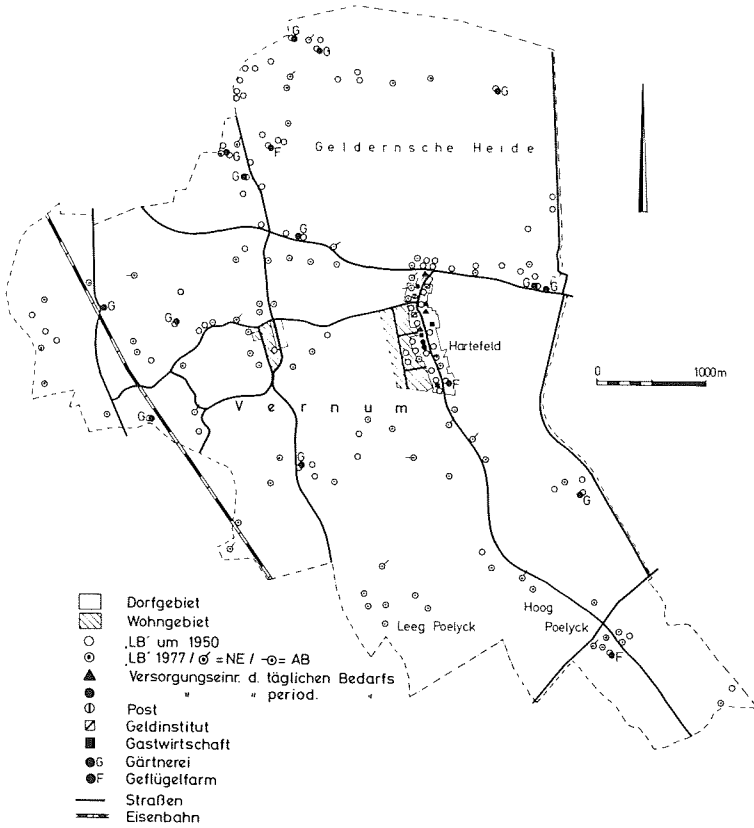 G
G
G
G
F
Geldernsche Heide
G
G
G
G
G
Hartefeld
F
0 1000m
Vernum
G
G
G
Hoog
Leeg Poelyck
Poelyck
F
Dorfgebiet
Wohngebiet
‚LB' um 1950
‚LB' 1977 / =NE / = AB
Versorgungseinr. d. täglichen Bedarfs
" " period. "
Post
Geldinstitut
Gastwirtschaft
G Gärtnerei
F Geflügelfarm
Straßen
Eisenbahn